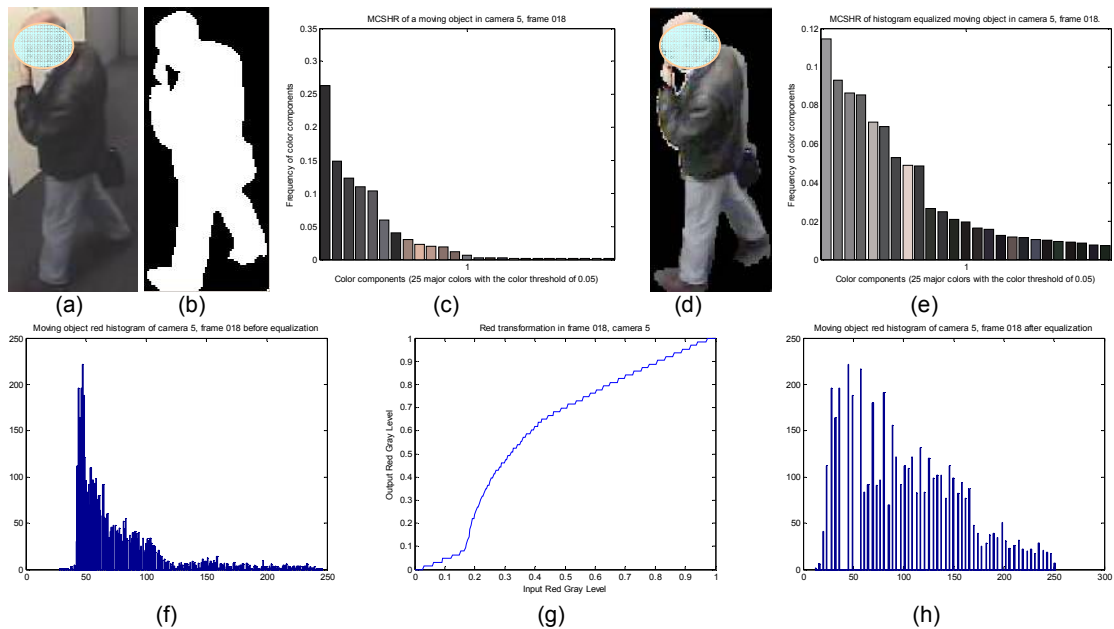 MCSHR of a moving object in camera 5, frame 018
0.35
0.3
0.25
0.2
0.15
0.1
0.05
0
Frequency of color components
1
Color components (25 major colors with the color threshold of 0.05)
MCSHR of histogram equalized moving object in camera 5, frame 018.
0.12
0.1
0.08
0.06
0.04
0.02
0
Frequency of color components
1
Color components (25 major colors with the color threshold of 0.05)
(a)
(b)
(c)
(d)
(e)
Moving object red histogram of camera 5, frame 018 before equalization
250
200
150
100
50
0
0 50 100 150 200 250
Red transformation in frame 018, camera 5
1
0.9
0.8
0.7
0.6
0.5
0.4
0.3
0.2
0.1
0
Output Red Gray Level
0 0.1 0.2 0.3 0.4 0.5 0.6 0.7 0.8 0.9 1
Input Red Gray Level
Moving object red histogram of camera 5, frame 018 after equalization
250
200
150
100
50
0
0 50 100 150 200 250 300
(f)
(g)
(h)